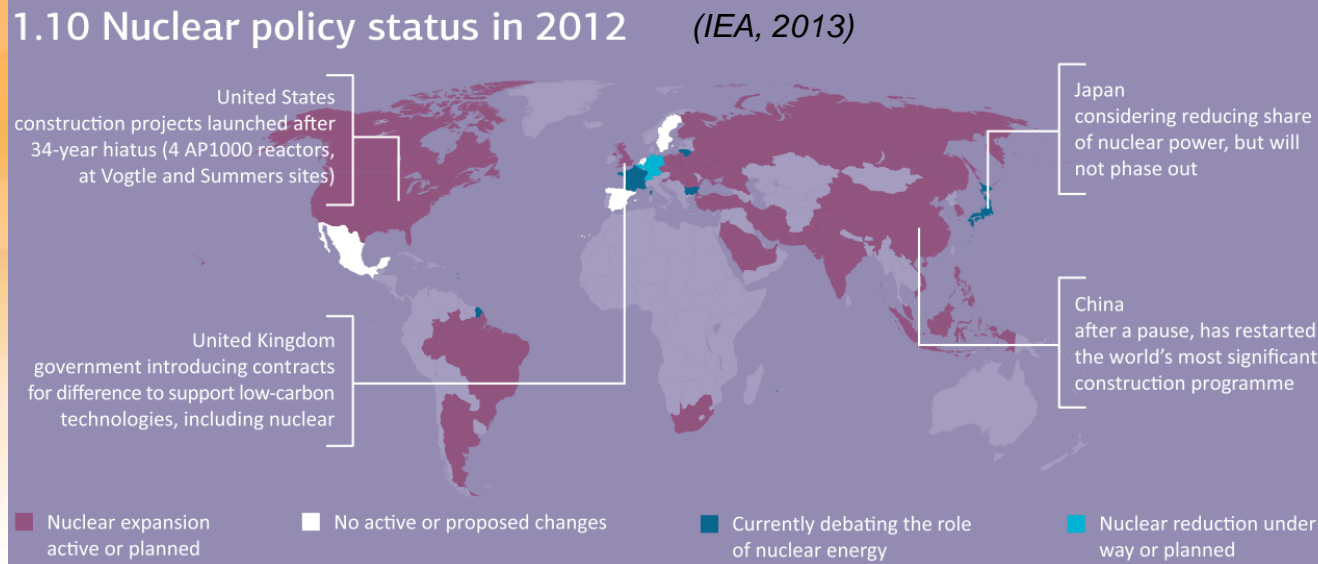 1.10 Nuclear policy status in 2012 (IEA, 2013)
United States
construction projects launched after
34-year hiatus (4 AP1000 reactors,
at Vogtle and Summers sites)
Japan
considering reducing share
of nuclear power, but will
not phase out
United Kingdom
government introducing contracts
for difference to support low-carbon
technologies, including nuclear
China
after a pause, has restarted
the world's most significant
construction programme
Nuclear expansion
active or planned
No active or proposed changes
Currently debating the role
of nuclear energy
Nuclear reduction under
way or planned